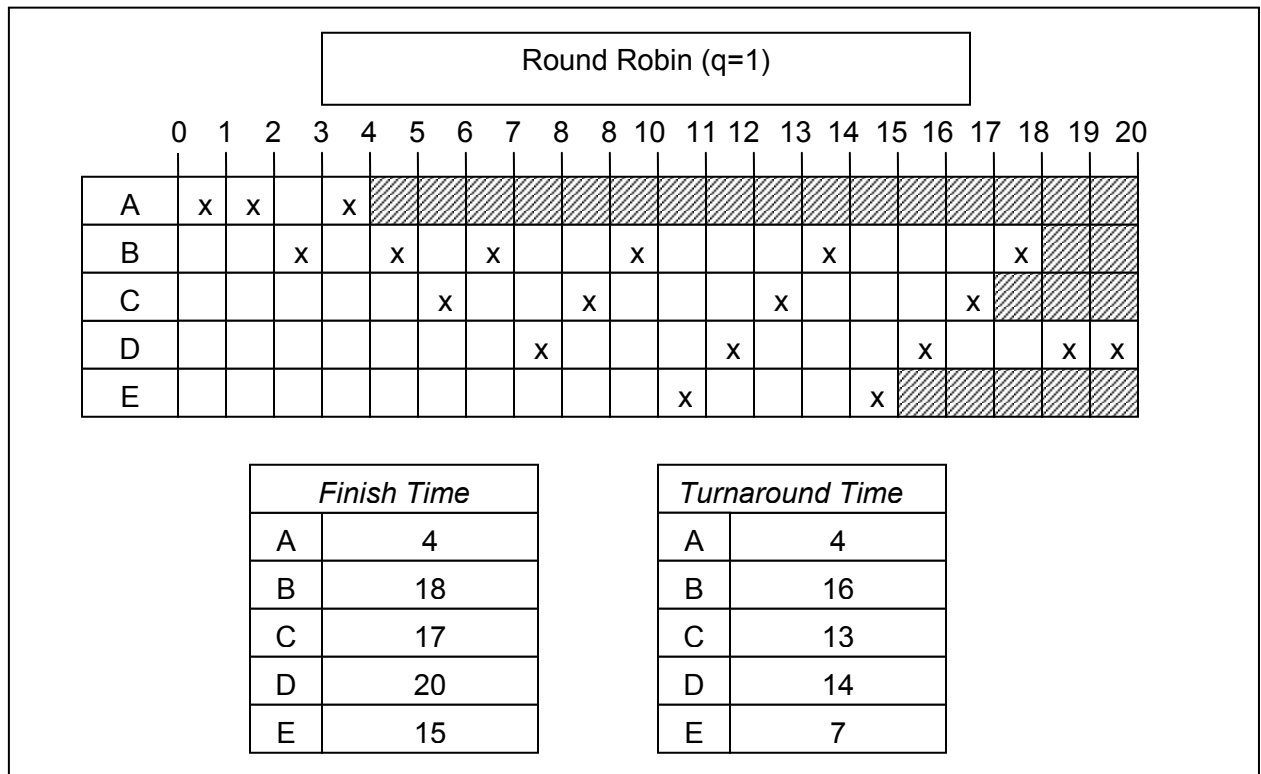 Round Robin (q=1)
0 1 2 3 4 5 6 7 8 8 10 11 12 13 14 15 16 17 18 19 20
A x x x
B x x x x x x
C x x x x
D x x x x x
E x x
Finish Time
A 4
B 18
C 17
D 20
E 15
Turnaround Time
A 4
B 16
C 13
D 14
E 7